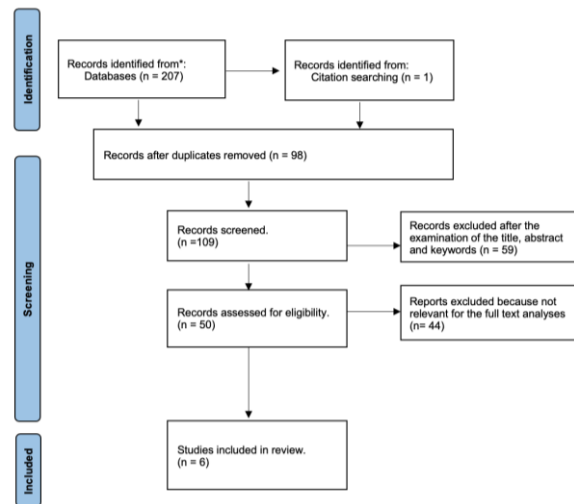 Identification
Records identified from*:
Databases (n = 207)
Records identified from:
Citation searching (n = 1)
Records after duplicates removed (n = 98)
Screening
Records screened.
(n =109)
Records excluded after the
examination of the title, abstract
and keywords (n = 59)
Records assessed for eligibility.
(n = 50)
Reports excluded because not
relevant for the full text analyses
(n= 44)
Included
Studies included in review.
(n = 6)